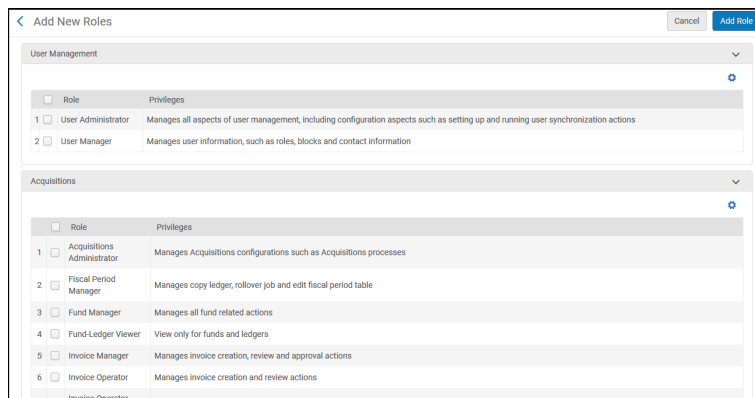 Add New Roles
Cancel
Add Role
User Management
Role Privileges
1 User Administrator Manages all aspects of user management, including configuration aspects such as setting up and running user synchronization actions
2 User Manager Manages user information, such as roles, blocks and contact information
Acquisitions
Role Privileges
1 Acquisitions Administrator Manages Acquisitions configurations such as Acquisitions processes
2 Fiscal Period Manager Manages copy ledger, rollover job and edit fiscal period table
3 Fund Manager Manages all fund related actions
4 Fund-Ledger Viewer View only for funds and ledgers
5 Invoice Manager Manages invoice creation, review and approval actions
6 Invoice Operator Manages invoice creation and review actions
Invoice Operator